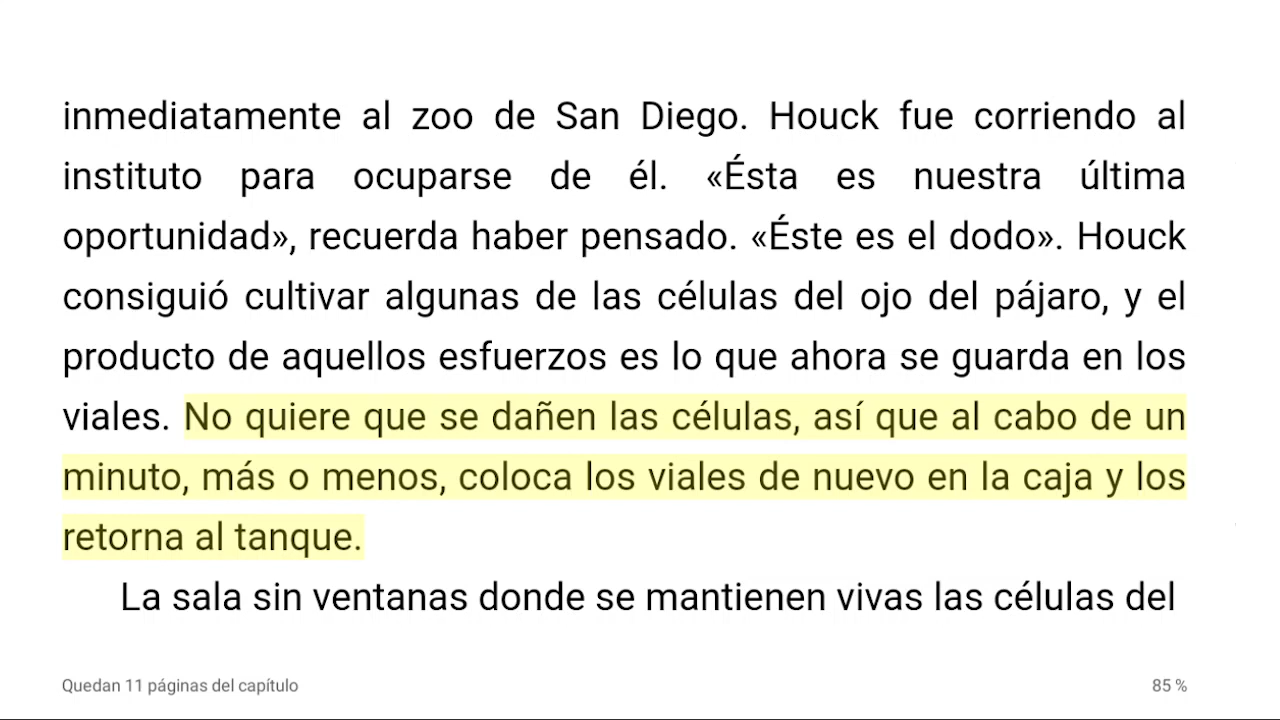 inmediatamente al zoo de San Diego. Houck fue corriendo al
instituto para ocuparse de él. «Ésta es nuestra última
oportunidad», recuerda haber pensado. «Éste es el dodo». Houck
consiguió cultivar algunas de las células del ojo del pájaro, y el
producto de aquellos esfuerzos es lo que ahora se guarda en los
viales. No quiere que se dañen las células, así que al cabo de un
minuto, más o menos, coloca los viales de nuevo en la caja y los
retorna al tanque.
La sala sin ventanas donde se mantienen vivas las células del
Quedan 11 páginas del capítulo
85 %